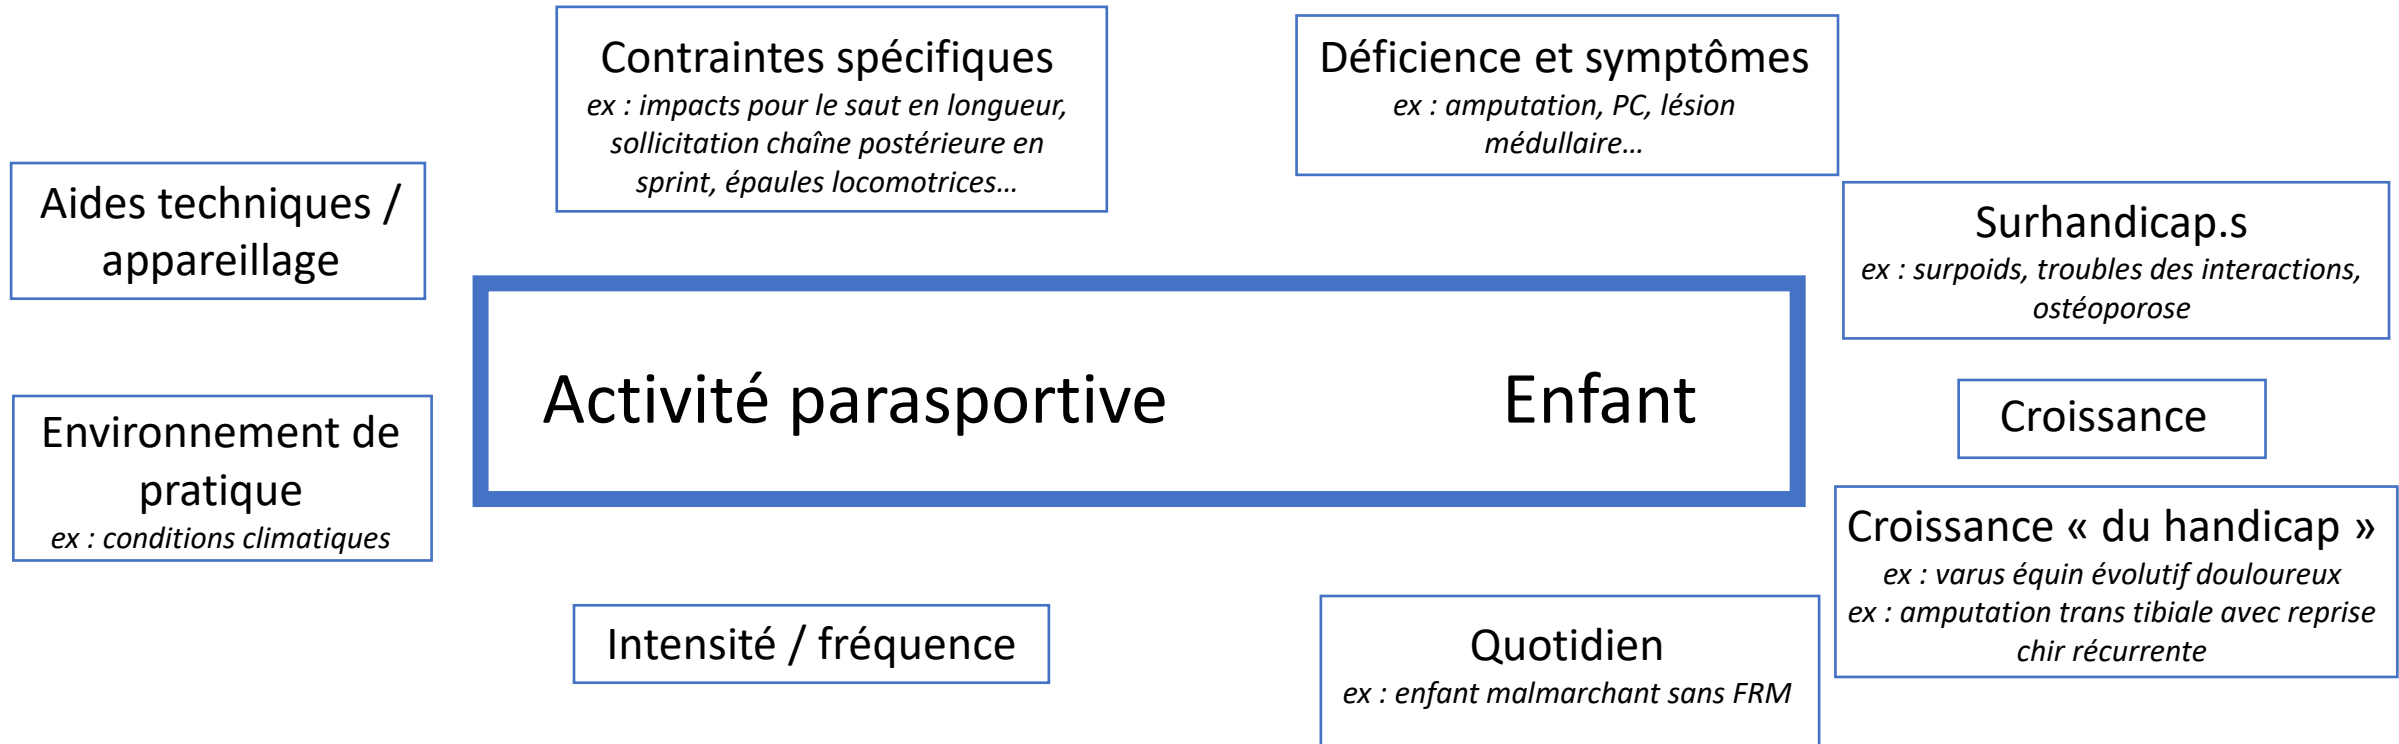 Contraintes spécifiques
ex : impacts pour le saut en longueur,
sollicitation chaîne postérieure en
sprint, épaules locomotrices…
Déficience et symptômes
ex : amputation, PC, lésion
médullaire…
Aides techniques /
appareillage
Surhandicap.s
ex : surpoids, troubles des interactions,
ostéoporose
Activité parasportive
Enfant
Environnement de
pratique
ex : conditions climatiques
Croissance
Croissance « du handicap »
ex : varus équin évolutif douloureux
ex : amputation trans tibiale avec reprise
chir récurrente
Intensité / fréquence
Quotidien
ex : enfant malmarchant sans FRM